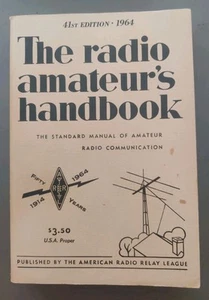 41ST EDITION · 1964
The radio
amateur's
handbook
THE STANDARD MANUAL OF AMATEUR
RADIO COMMUNICATION
FIFTY
1914
1964
YEARS
ARRL
$3.50
U.S.A. Proper
PUBLISHED BY THE AMERICAN RADIO RELAY LEAGUE